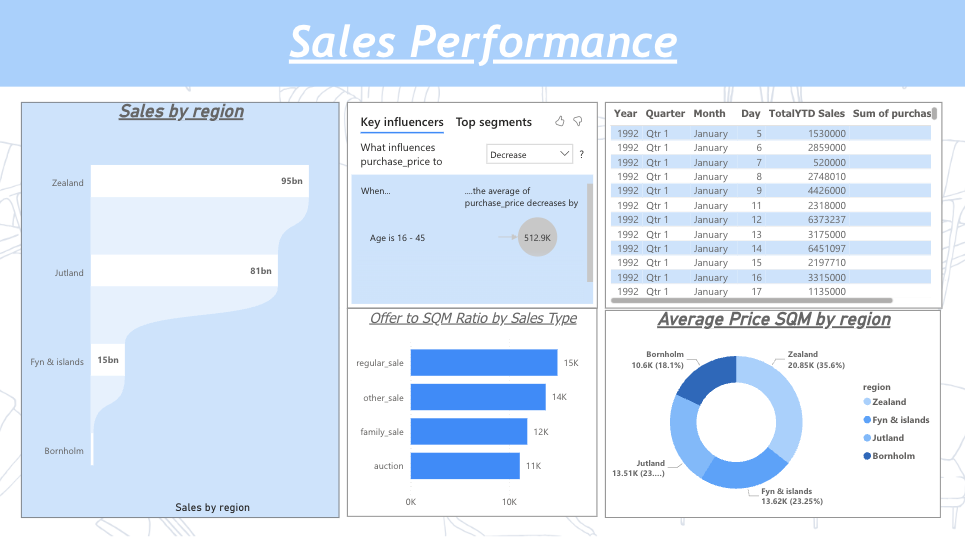 Sales Performance
Sales by region
Zealand
95bn
Jutland
81bn
Fyn & islands
15bn
Bornholm
Sales by region
Key influencers Top segments
What influences
purchase_price to
Decrease
?
When...
....the average of
purchase_price decreases by
Age is 16 - 45
512.9K
Year Quarter Month Day TotalYTD Sales Sum of purchas
1992 Qtr 1 January 5 1530000
1992 Qtr 1 January 6 2859000
1992 Qtr 1 January 7 520000
1992 Qtr 1 January 8 2748010
1992 Qtr 1 January 9 4426000
1992 Qtr 1 January 11 2318000
1992 Qtr 1 January 12 6373237
1992 Qtr 1 January 13 3175000
1992 Qtr 1 January 14 6451097
1992 Qtr 1 January 15 2197710
1992 Qtr 1 January 16 3315000
1992 Qtr 1 January 17 1135000
Offer to SQM Ratio by Sales Type
regular_sale 15K
other_sale 14K
family_sale 12K
auction 11K
0K 10K
Average Price SQM by region
Bornholm
10.6K (18.1%)
Zealand
20.85K (35.6%)
Jutland
13.51K (23....)
Fyn & islands
13.62K (23.25%)
region
Zealand
Fyn & islands
Jutland
Bornholm